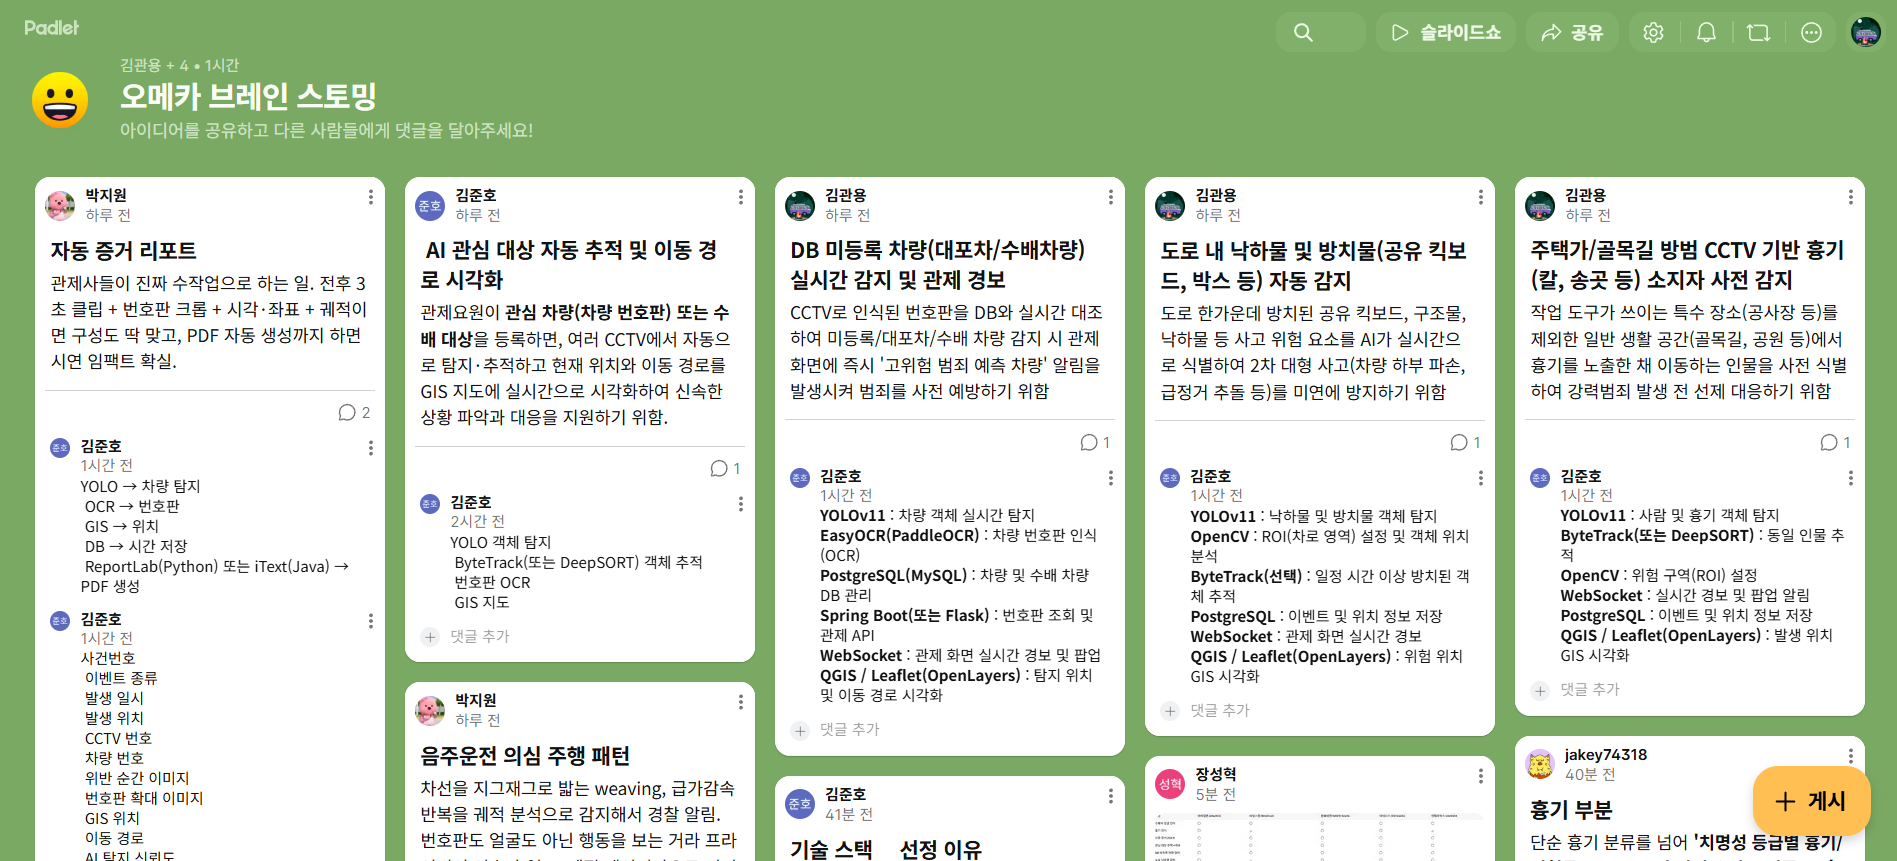 Padlet
슬라이드쇼
공유
김관용 + 4 • 1시간
오메카 브레인 스토밍
아이디어를 공유하고 다른 사람들에게 댓글을 달아주세요!
박지원
하루 전
자동 증거 리포트
관제사들이 진짜 수작업으로 하는 일. 전후 3
초 클립 + 번호판 크롭 + 시각·좌표 + 궤적이
면 구성도 딱 맞고, PDF 자동 생성까지 하면
시연 임팩트 확실.
2
준호
김준호
1시간 전
YOLO → 차량 탐지
OCR → 번호판
GIS → 위치
DB → 시간 저장
ReportLab(Python) 또는 iText(Java) →
PDF 생성
준호
김준호
1시간 전
사건번호
이벤트 종류
발생 일시
발생 위치
CCTV 번호
차량 번호
위반 순간 이미지
번호판 확대 이미지
GIS 위치
이동 경로
AI 탐지 신뢰도
준호
김준호
하루 전
AI 관심 대상 자동 추적 및 이동 경
로 시각화
관제요원이 관심 차량(차량 번호판) 또는 수
배 대상을 등록하면, 여러 CCTV에서 자동으
로 탐지·추적하고 현재 위치와 이동 경로를
GIS 지도에 실시간으로 시각화하여 신속한
상황 파악과 대응을 지원하기 위함.
1
준호
김준호
2시간 전
YOLO 객체 탐지
ByteTrack(또는 DeepSORT) 객체 추적
번호판 OCR
GIS 지도
댓글 추가
박지원
하루 전
음주운전 의심 주행 패턴
차선을 지그재그로 밟는 weaving, 급가감속
반복을 궤적 분석으로 감지해서 경찰 알림.
번호판도 얼굴도 아닌 행동을 보는 거라 프라
김관용
하루 전
DB 미등록 차량(대포차/수배차량)
실시간 감지 및 관제 경보
CCTV로 인식된 번호판을 DB와 실시간 대조
하여 미등록/대포차/수배 차량 감지 시 관제
화면에 즉시 '고위험 범죄 예측 차량' 알림을
발생시켜 범죄를 사전 예방하기 위함
1
준호
김준호
1시간 전
YOLOv11 : 차량 객체 실시간 탐지
EasyOCR(PaddleOCR) : 차량 번호판 인식
(OCR)
PostgreSQL(MySQL) : 차량 및 수배 차량
DB 관리
Spring Boot(또는 Flask) : 번호판 조회 및
관제 API
WebSocket : 관제 화면 실시간 경보 및 팝업
QGIS / Leaflet(OpenLayers) : 탐지 위치
및 이동 경로 시각화
댓글 추가
준호
김준호
41분 전
기술 스택 선정 이유
김관용
하루 전
도로 내 낙하물 및 방치물(공유 킥보
드, 박스 등) 자동 감지
도로 한가운데 방치된 공유 킥보드, 구조물,
낙하물 등 사고 위험 요소를 AI가 실시간으
로 식별하여 2차 대형 사고(차량 하부 파손,
급정거 추돌 등)를 미연에 방지하기 위함
1
준호
김준호
1시간 전
YOLOv11 : 낙하물 및 방치물 객체 탐지
OpenCV : ROI(차로 영역) 설정 및 객체 위치
분석
ByteTrack(선택) : 일정 시간 이상 방치된 객
체 추적
PostgreSQL : 이벤트 및 위치 정보 저장
WebSocket : 관제 화면 실시간 경보
QGIS / Leaflet(OpenLayers) : 위험 위치
GIS 시각화
댓글 추가
성혁
장성혁
5분 전
김관용
하루 전
주택가/골목길 방범 CCTV 기반 흉기
(칼, 송곳 등) 소지자 사전 감지
작업 도구가 쓰이는 특수 장소(공사장 등)를
제외한 일반 생활 공간(골목길, 공원 등)에서
흉기를 노출한 채 이동하는 인물을 사전 식별
하여 강력범죄 발생 전 선제 대응하기 위함
1
준호
김준호
1시간 전
YOLOv11 : 사람 및 흉기 객체 탐지
ByteTrack(또는 DeepSORT) : 동일 인물 추
적
OpenCV : 위험 구역(ROI) 설정
WebSocket : 실시간 경보 및 팝업 알림
PostgreSQL : 이벤트 및 위치 정보 저장
QGIS / Leaflet(OpenLayers) : 발생 위치
GIS 시각화
댓글 추가
jakey74318
40분 전
흉기 부분
단순 흉기 분류를 넘어 '치명성 등급별 흉기/
게시